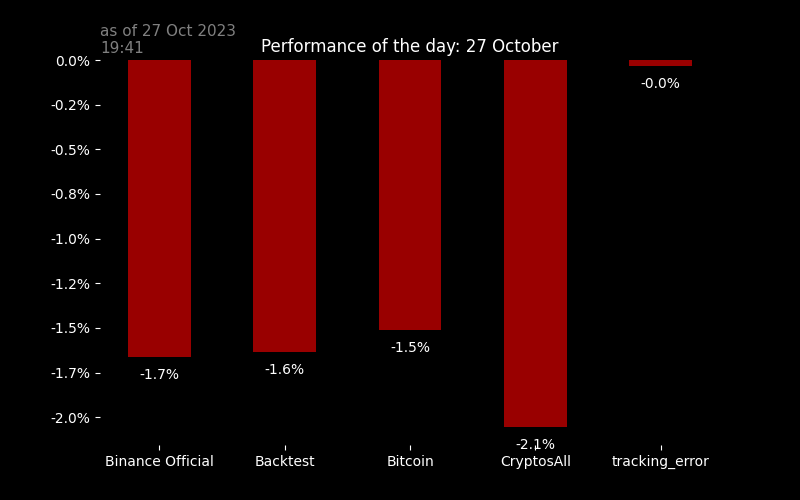 as of 27 Oct 2023
19:41
Performance of the day: 27 October
0.0%
-0.2%
-0.5%
-0.8%
-1.0%
-1.2%
-1.5%
-1.7%
-2.0%
-1.7%
-1.6%
-1.5%
-2.1%
-0.0%
Binance Official
Backtest
Bitcoin
CryptosAll
tracking_error